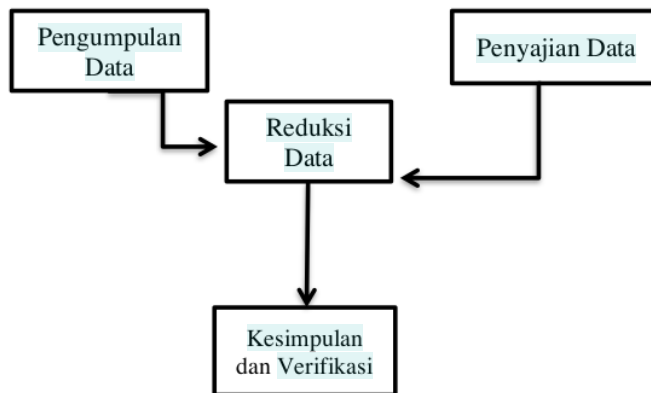 Pengumpulan
Data
Penyajian Data
Reduksi
Data
Kesimpulan
dan Verifikasi